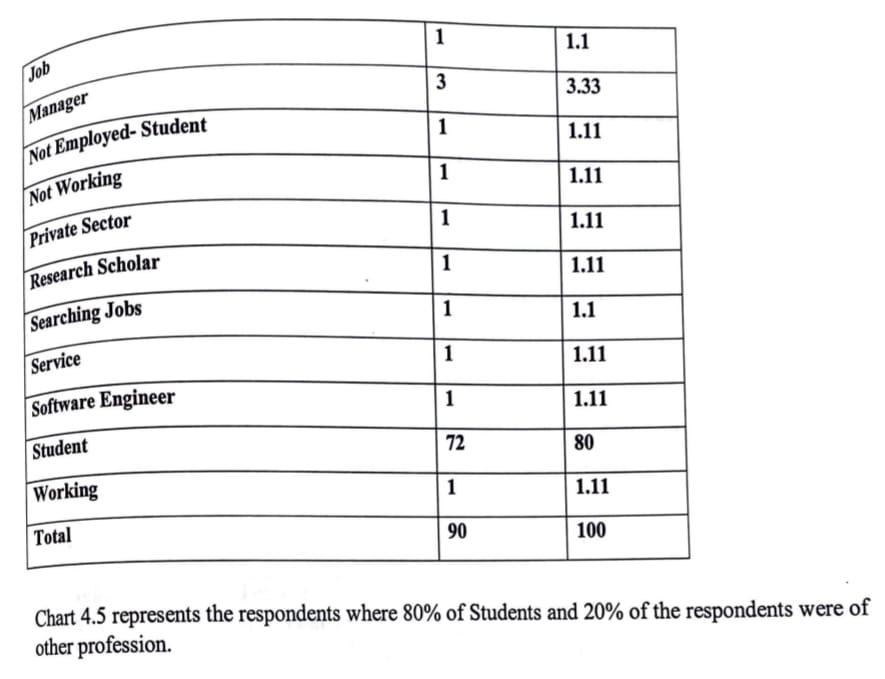 Job 1 1.1
Manager 3 3.33
Not Employed- Student 1 1.11
Not Working 1 1.11
Private Sector 1 1.11
Research Scholar 1 1.11
Searching Jobs 1 1.1
Service 1 1.11
Software Engineer 1 1.11
Student 72 80
Working 1 1.11
Total 90 100
Chart 4.5 represents the respondents where 80% of Students and 20% of the respondents were of
other profession.